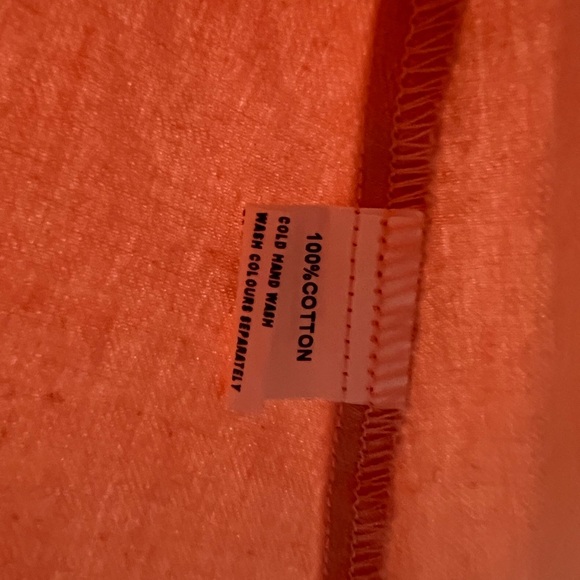 100%COTTON
COLD HAND WASH
WASH COLOURS SEPARATELY